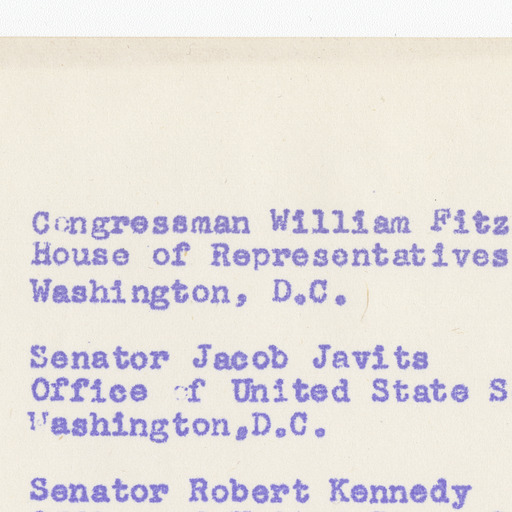 Congressman William Fitz
House of Representatives
Washington, D.C.
Senator Jacob Javits
Office of United State S
Washington,D.C.
Senator Robert Kennedy